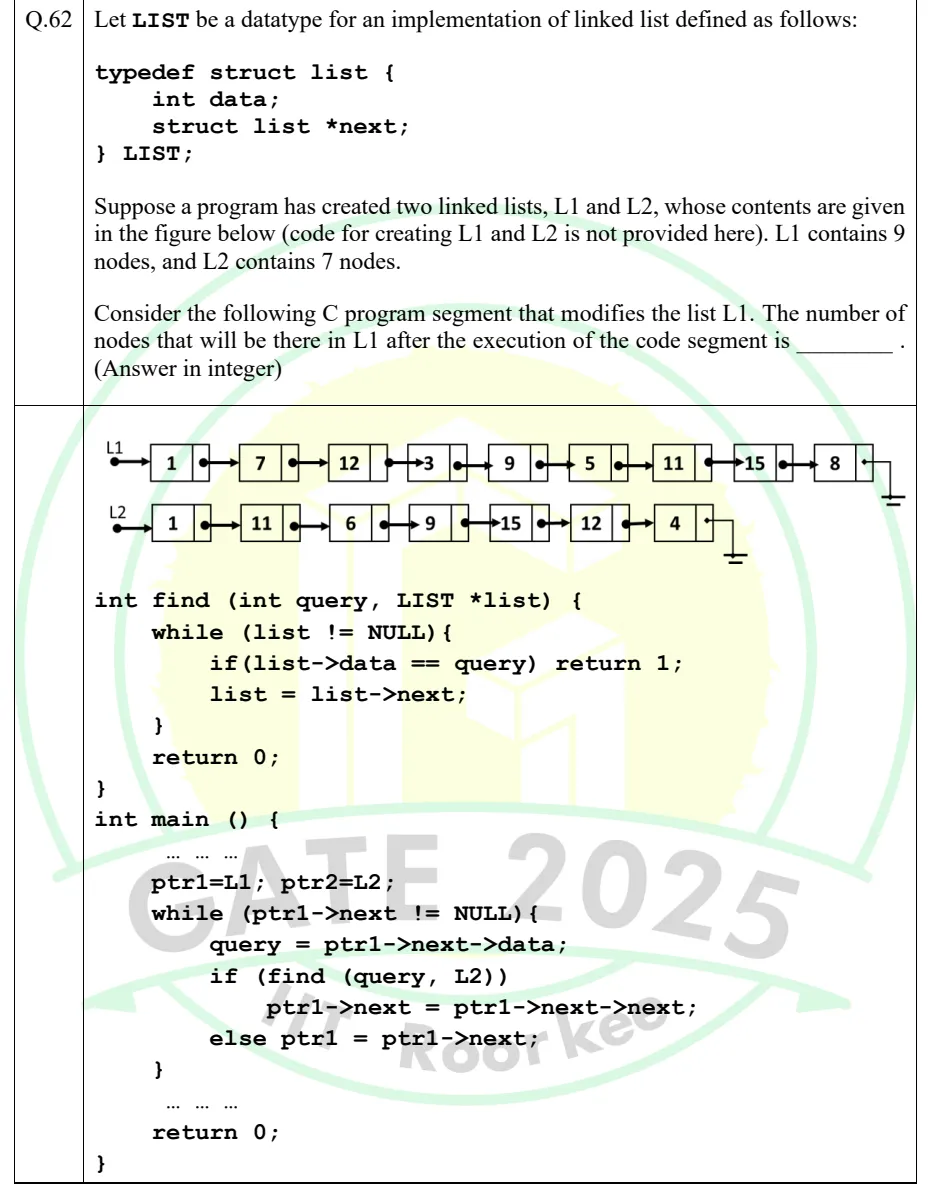 Q.62 Let LIST be a datatype for an implementation of linked list defined as follows:
typedef struct list {
int data;
struct list *next;
} LIST;
Suppose a program has created two linked lists, L1 and L2, whose contents are given
in the figure below (code for creating L1 and L2 is not provided here). L1 contains 9
nodes, and L2 contains 7 nodes.
Consider the following C program segment that modifies the list L1. The number of
nodes that will be there in L1 after the execution of the code segment is ________ .
(Answer in integer)
L1 1 7 12 3 9 5 11 15 8
L2 1 11 6 9 15 12 4
int find (int query, LIST *list) {
while (list != NULL){
if(list->data == query) return 1;
list = list->next;
}
return 0;
}
int main () {
… … …
ptr1=L1; ptr2=L2;
while (ptr1->next != NULL){
query = ptr1->next->data;
if (find (query, L2))
ptr1->next = ptr1->next->next;
else ptr1 = ptr1->next;
}
… … …
return 0;
}
GATE 2025
IIT Roorkee